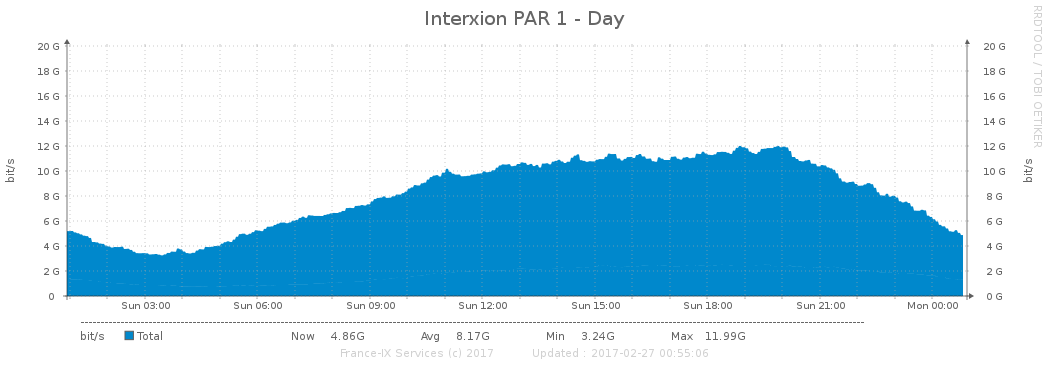 Interxion PAR 1 - Day
RRDTOOL / TOBI OETIKER
20 G 20 G
18 G 18 G
16 G 16 G
14 G 14 G
12 G 12 G
10 G 10 G
8 G 8 G
6 G 6 G
4 G 4 G
2 G 2 G
0 0 G
bit/s
bit/s
Sun 03:00 Sun 06:00 Sun 09:00 Sun 12:00 Sun 15:00 Sun 18:00 Sun 21:00 Mon 00:00
bit/s Total Now 4.86G Avg 8.17G Min 3.24G Max 11.99G
France-IX Services (c) 2017 Updated : 2017-02-27 00:55:06